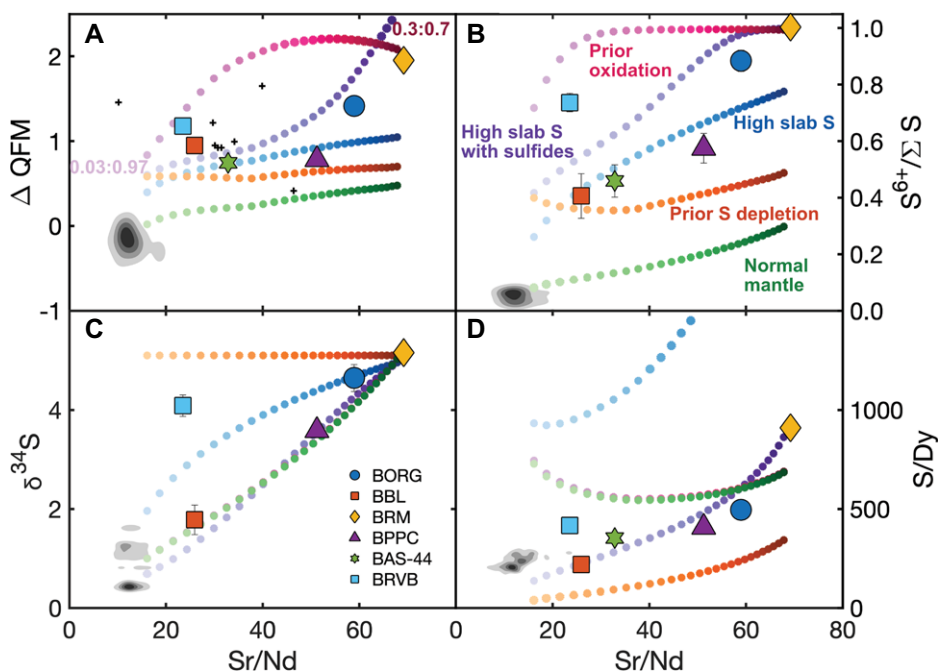 A
0.3:0.7
B
1.0
2
Prior
oxidation
0.8
Δ QFM
1
High slab S
with sulfides
High slab S
0.6
S⁶⁺/Σ S
0.03:0.97
0.4
0
Prior S depletion
Normal
mantle
0.2
-1
0.0
C
D
4
1000
δ³⁴S
S/Dy
BORG
BBL
2
BRM
500
BPPC
BAS-44
BRVB
0
0
0 20 40 60
20 40 60 80
Sr/Nd
Sr/Nd